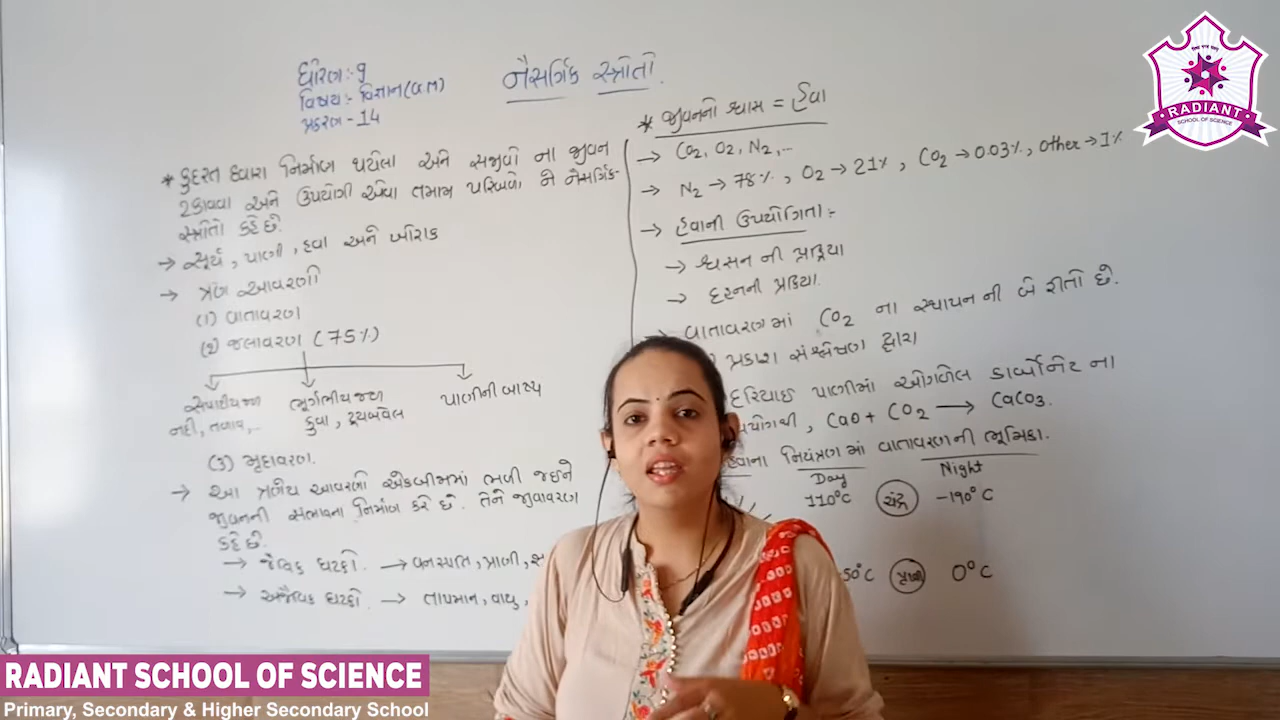 ધોરણ:- 9
વિષય:- વિજ્ઞાન (G.M)
પ્રકરણ - 14
નૈસર્ગિક સ્ત્રોતો.
* કુદરત દ્વારા નિર્માણ થયેલા અને સજીવો ના જીવન
ટકાવવા અને ઉપયોગી એવા તમામ પરિબળો ને નૈસર્ગિક
સ્ત્રોતો કહે છે.
→ સૂર્ય, પાણી, હવા અને ખોરાક
→ ત્રણ આવરણો
(1) વાતાવરણ
(2) જલાવરણ (75%)
સપાટીય જળ
નદી, તળાવ,..
ભૂગર્ભીય જળ
કુવા, ટ્યુબવેલ
પાણીની બાષ્પ
(3) મૃદાવરણ.
→ આ ત્રણેય આવરણો એકબીજામાં ભળી જઈને
જીવનની સંભાવના નિર્માણ કરે છે. તેને જીવાવરણ
કહે છે.
→ જૈવિક ઘટકો. → વનસ્પતિ, પ્રાણી,
→ અજૈવિક ઘટકો. → તાપમાન, વાયુ,
* જીવનનો શ્વાસ = હવા
→ CO2, O2, N2,...
→ N2 → 78%, O2 → 21%, CO2 → 0.03%, Other → 1%
→ હવાની ઉપયોગિતા:-
→ શ્વસન ની પ્રક્રિયા
→ દહનની પ્રક્રિયા.
વાતાવરણમાં CO2 ના સ્થાપન ની બે રીતો છે.
પ્રકાશ સંશ્લેષણ દ્વારા
દરિયાઈ પાણીમાં ઓગળેલ કાર્બોનેટ ના
CaO + CO2 → CaCO3.
હવાના નિયંત્રણ માં વાતાવરણની ભૂમિકા.
Day Night
110°C ચંદ્ર -190°C
50°C પૃથ્વી 0°C
RADIANT
SCHOOL OF SCIENCE
RADIANT SCHOOL OF SCIENCE
Primary, Secondary & Higher Secondary School